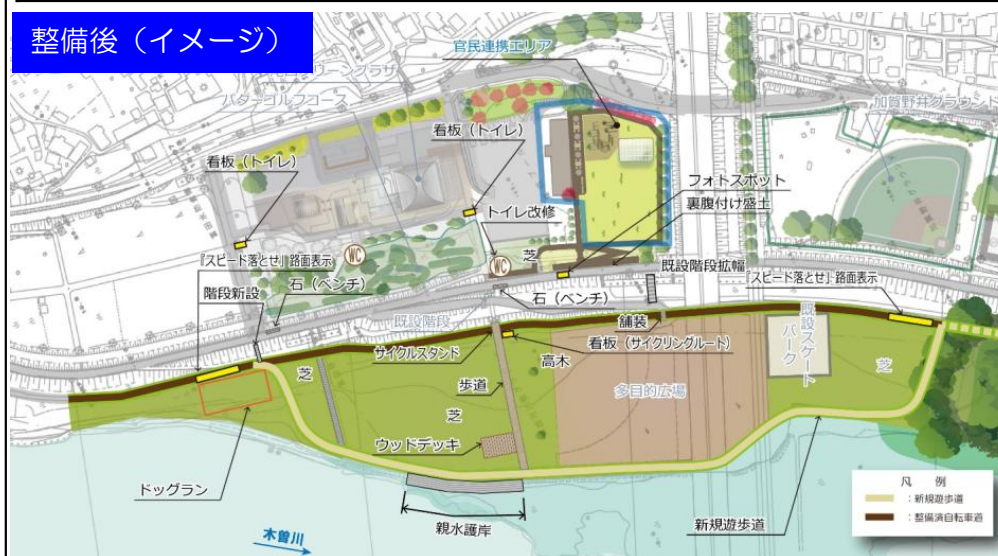 整備後（イメージ）
官民連携エリア
パターゴルフコース
加賀野井グラウンド
看板（トイレ）
看板（トイレ）
トイレ改修
フォトスポット
裏腹付け盛土
WC
WC
芝
『スピード落とせ』路面表示
階段新設
石（ベンチ）
既設階段拡幅
『スピード落とせ』路面表示
石（ベンチ）
既設階段
舗装
サイクルスタンド
看板（サイクリングルート）
高木
芝
歩道
芝
多目的広場
既設スケートパーク
芝
ウッドデッキ
ドッグラン
親水護岸
新規遊歩道
木曽川
凡例
：新規遊歩道
：整備済自転車道